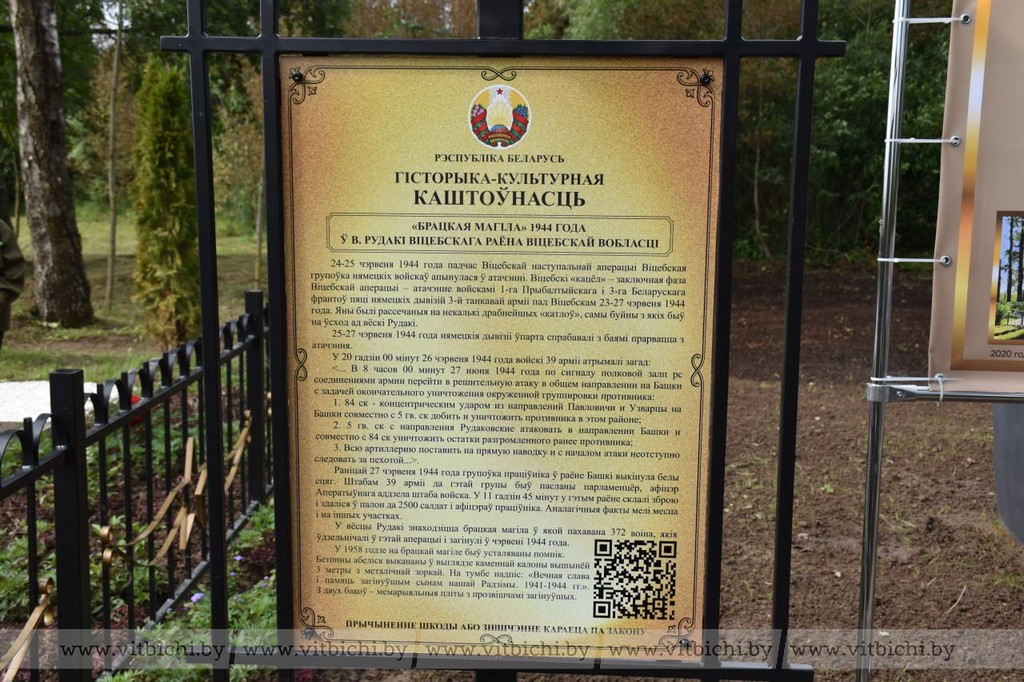 РЭСПУБЛІКА БЕЛАРУСЬ
ГІСТОРЫКА-КУЛЬТУРНАЯ
КАШТОЎНАСЦЬ
«БРАЦКАЯ МАГІЛА» 1944 ГОДА
Ў В. РУДАКІ ВІЦЕБСКАГА РАЁНА ВІЦЕБСКАЙ ВОБЛАСЦІ
24-25 чэрвеня 1944 года падчас Віцебскай наступальнай аперацыі Віцебская
групоўка нямецкіх войскаў апынулася ў атачэнні. Віцебскі «кацёл» – заключная фаза
Віцебскай аперацыі – атачэнне войскамі 1-га Прыбалтыйскага і 3-га Беларускага
франтоў пяці нямецкіх дывізій 3-й танкавай арміі пад Віцебскам 23-27 чэрвеня 1944
года. Яны былі рассечаныя на некалькі драбнейшых «катлоў», самы буйны з якіх быў
на ўсход ад вёскі Рудакі.
25-27 чэрвеня 1944 года нямецкія дывізіі ўпарта спрабавалі з баямі прарвацца з
атачэння.
У 20 гадзін 00 мінут 26 чэрвеня 1944 года войскі 39 арміі атрымалі загад:
<... В 8 часов 00 минут 27 июня 1944 года по сигналу полковой залп рс
соединениями армии перейти в решительную атаку в общем направлении на Башки
с задачей окончательного уничтожения окруженной группировки противника:
1. 84 ск - концентрическим ударом из направлений Павловичи и Узварцы на
Башки совместно с 5 гв. ск добить и уничтожить противника в этом районе;
2. 5 гв. ск с направления Рудаковские атаковать в направлении Башки и
совместно с 84 ск уничтожить остатки разгромленного ранее противника;
3. Всю артиллерию поставить на прямую наводку и с началом атаки неотступно
следовать за пехотой...>.
Раніцай 27 чэрвеня 1944 года групоўка праціўніка ў раёне Башкі выкінула белы
сцяг. Штабам 39 арміі да гэтай групы быў пасланы парламенцёр, афіцэр
Аператыўнага аддзела штаба войска. У 11 гадзін 45 мінут у гэтым раёне склалі зброю
і здаліся ў палон да 2500 салдат і афіцэраў праціўніка. Аналагічныя факты мелі месца
і на іншых участках.
У вёсцы Рудакі знаходзіцца брацкая магіла ў якой пахавана 372 воіна, якія
ўдзельнічалі ў гэтай аперацыі і загінулі ў чэрвені 1944 года.
У 1958 годзе на брацкай магіле быў усталяваны помнік.
Бетонны абеліск выкананы ў выглядзе каменнай калоны вышынёй
3 метры з металічнай зоркай. На тумбе надпіс: «Вечная слава
і памяць загінуўшым сынам нашай Радзімы. 1941-1944 гг.».
З двух бакоў – мемарыяльныя пліты з прозвішчамі загінуўшых.
ПРЫЧЫНЕННЕ ШКОДЫ АБО ЗНІШЧЭННЕ КАРАЕЦЦА ПА ЗАКОНУ
2020 го
www.vitbichi.by www.vitbichi.by www.vitbichi.by www.vitbichi.by www.vitbichi.by